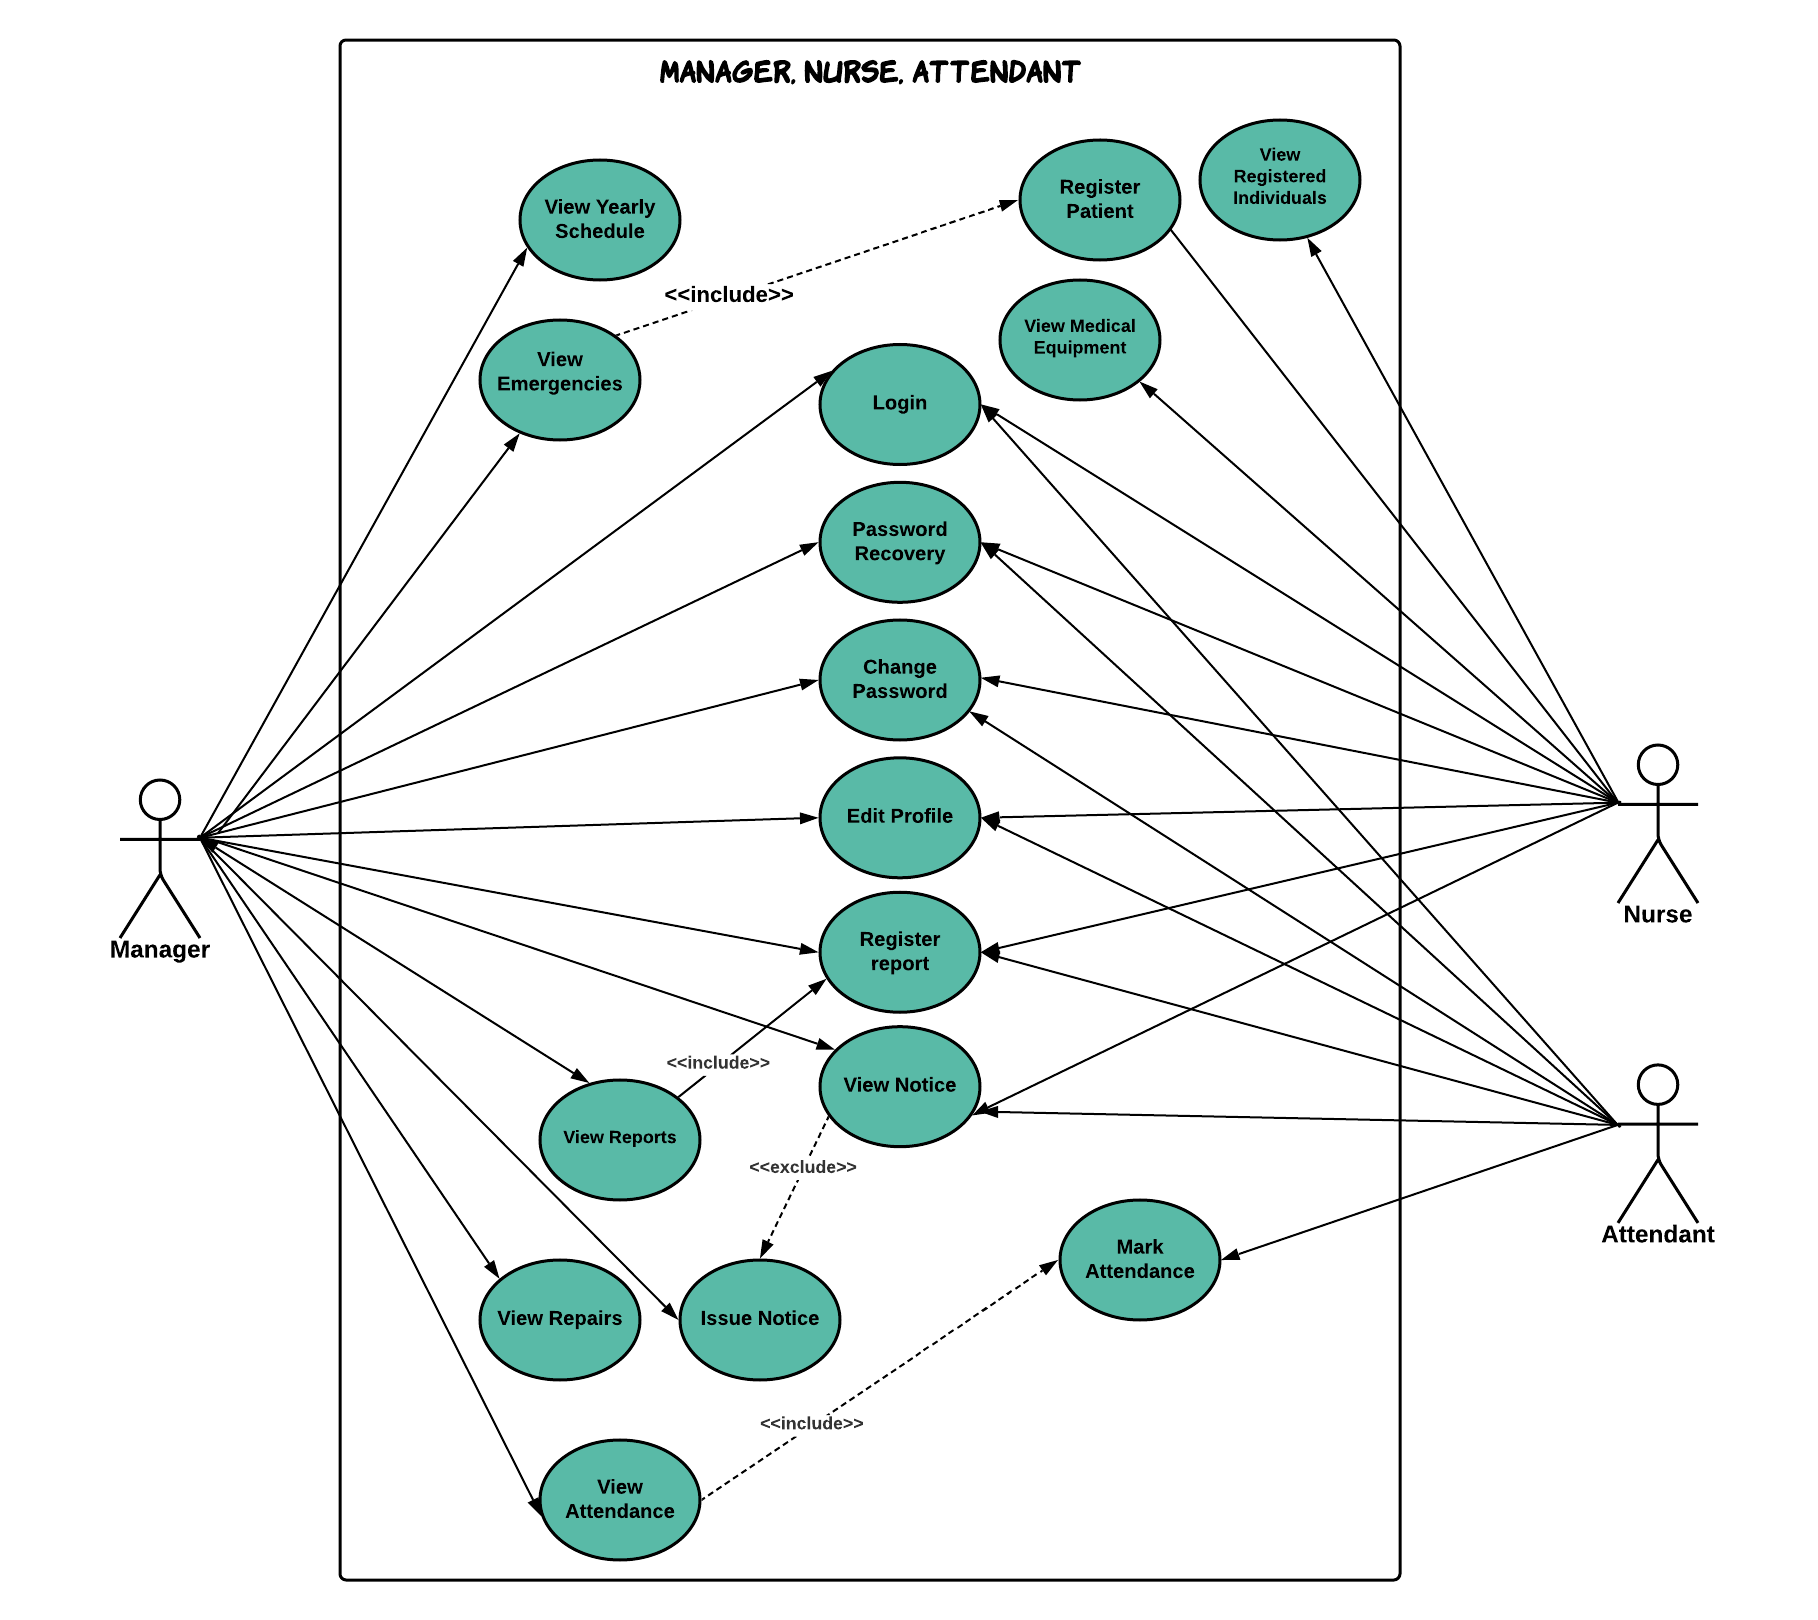 MANAGER, NURSE, ATTENDANT
View
Registered
Individuals
Register
Patient
View Yearly
Schedule
<<include>>
View Medical
Equipment
View
Emergencies
Login
Password
Recovery
Change
Password
Edit Profile
Manager
Nurse
Register
report
<<include>>
View Notice
View Reports
<<exclude>>
Attendant
Mark
Attendance
View Repairs
Issue Notice
<<include>>
View
Attendance